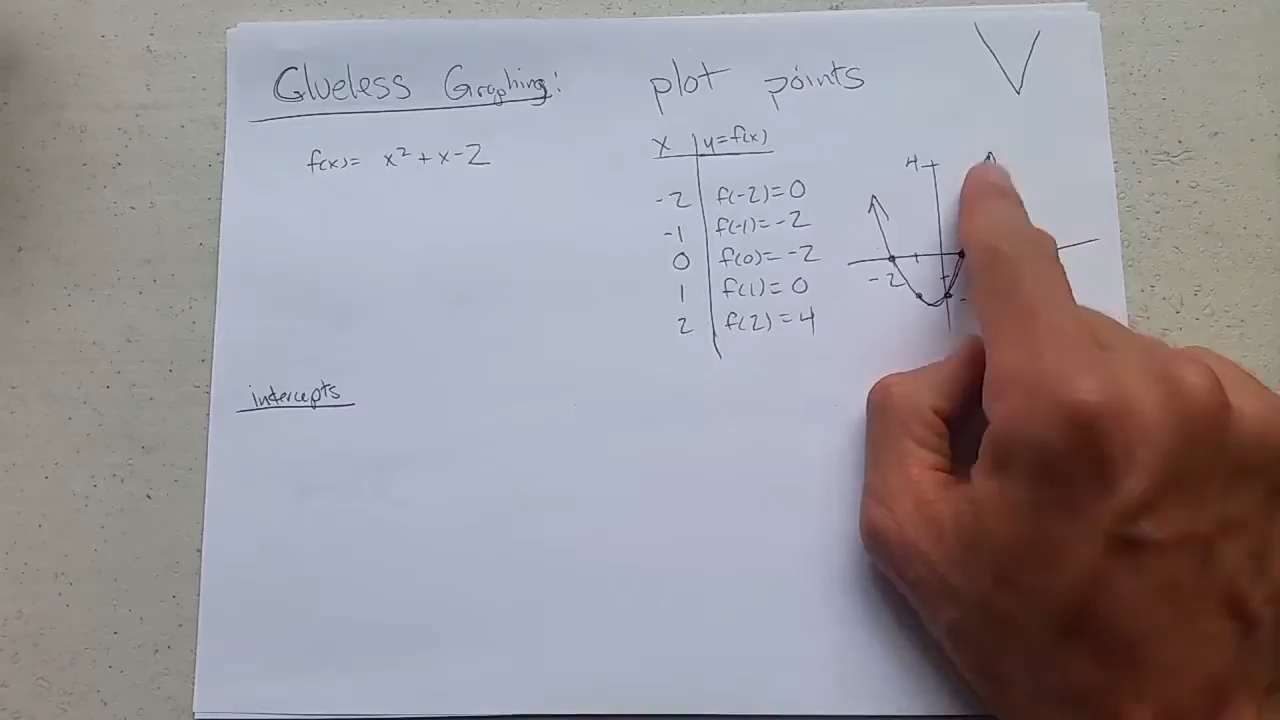 Clueless Graphing: plot points
f(x)= x² + x - 2
x y=f(x)
-2 f(-2)=0
-1 f(-1)=-2
0 f(0)=-2
1 f(1)=0
2 f(2)=4
4
-2
intercepts